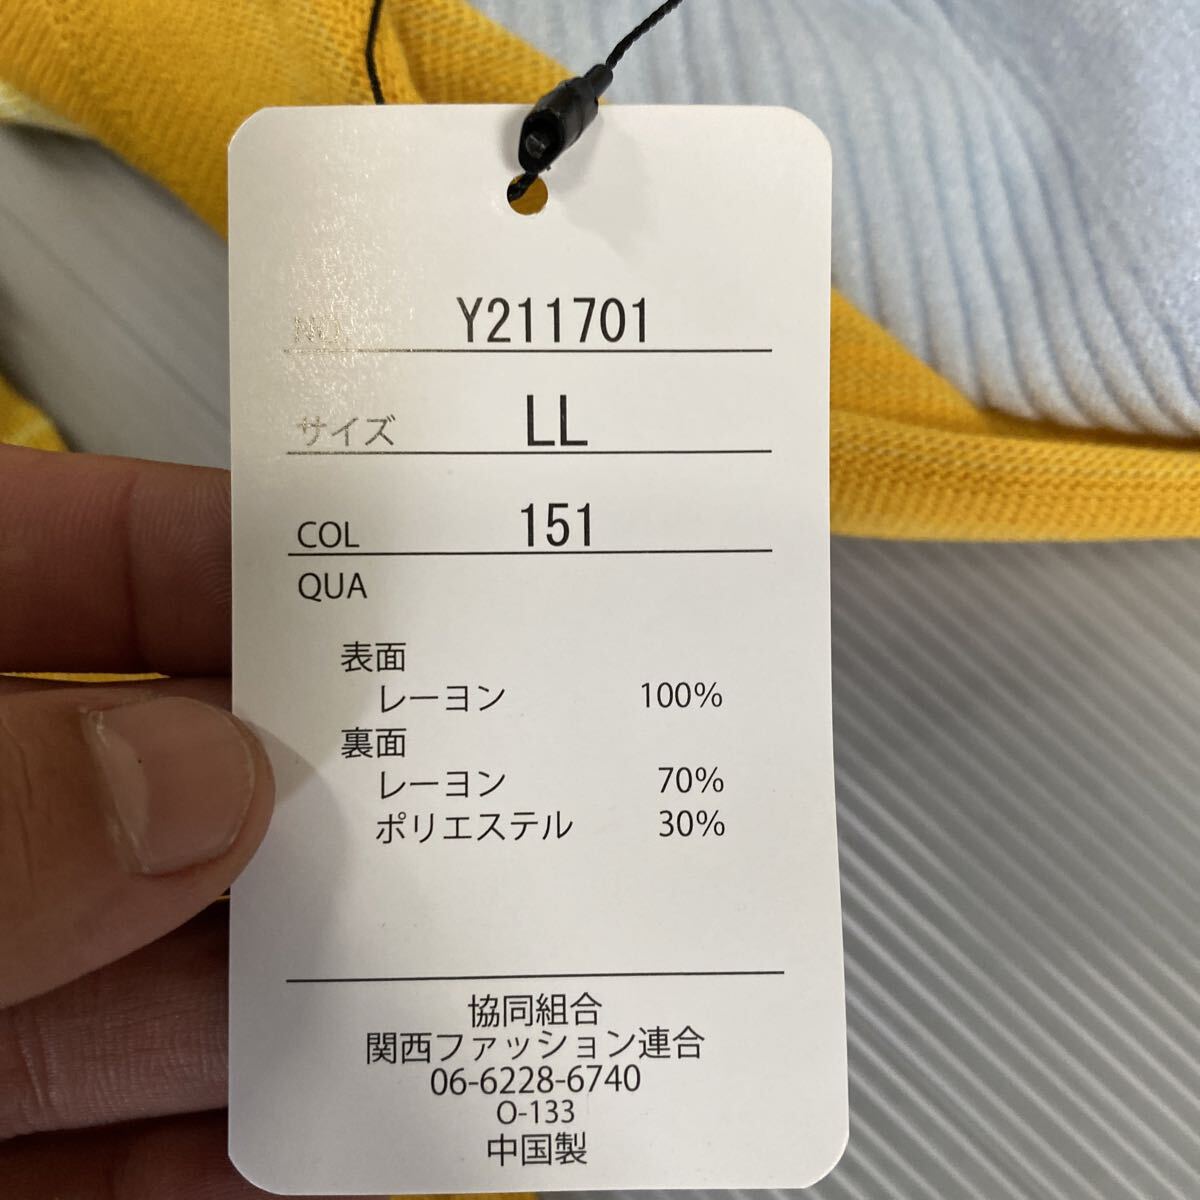 NO. Y211701
サイズ LL
COL 151
QUA
表面
レーヨン 100%
裏面
レーヨン 70%
ポリエステル 30%
協同組合
関西ファッション連合
06-6228-6740
O-133
中国製